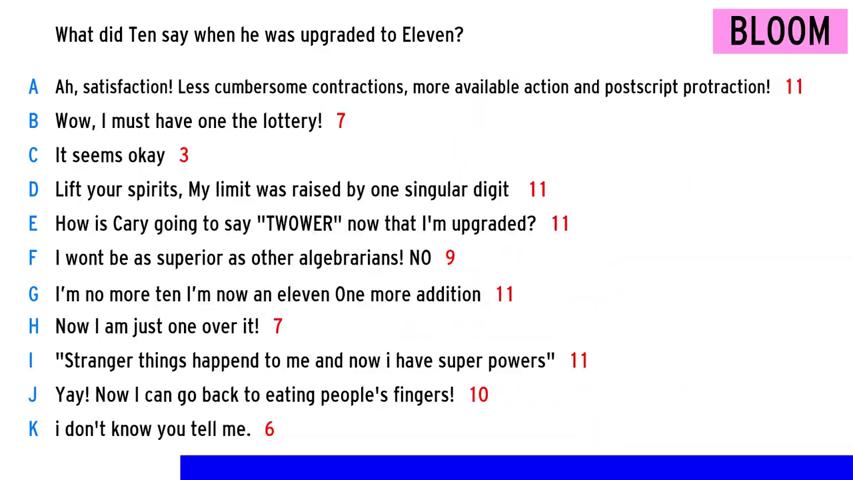 What did Ten say when he was upgraded to Eleven?
BLOOM
A Ah, satisfaction! Less cumbersome contractions, more available action and postscript protraction! 11
B Wow, I must have one the lottery! 7
C It seems okay 3
D Lift your spirits, My limit was raised by one singular digit 11
E How is Cary going to say "TWOWER" now that I'm upgraded? 11
F I wont be as superior as other algebrarians! NO 9
G I’m no more ten I’m now an eleven One more addition 11
H Now I am just one over it! 7
I "Stranger things happend to me and now i have super powers" 11
J Yay! Now I can go back to eating people's fingers! 10
K i don't know you tell me. 6